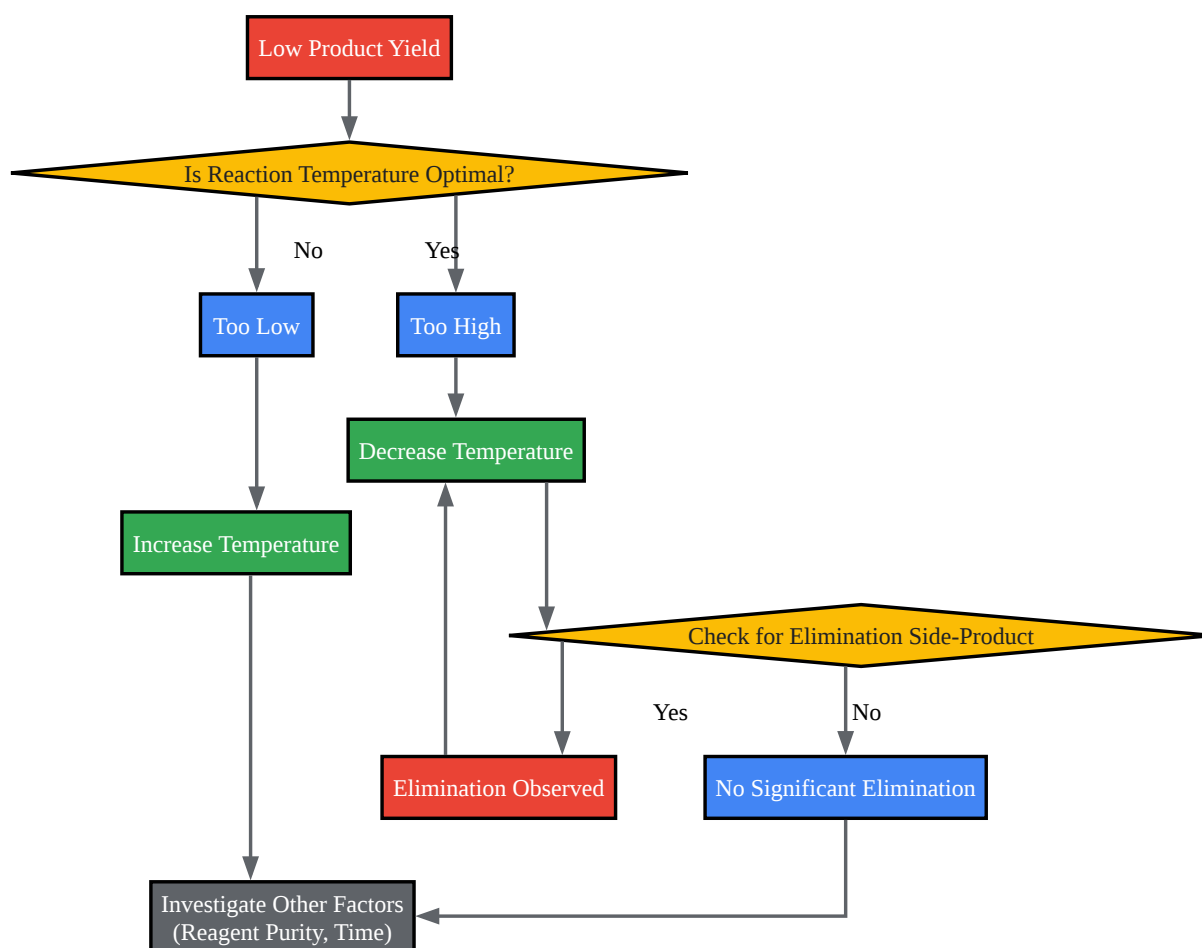 Low Product Yield
Is Reaction Temperature Optimal?
No
Yes
Too Low
Too High
Decrease Temperature
Increase Temperature
Check for Elimination Side-Product
Yes
No
Elimination Observed
No Significant Elimination
Investigate Other Factors
(Reagent Purity, Time)